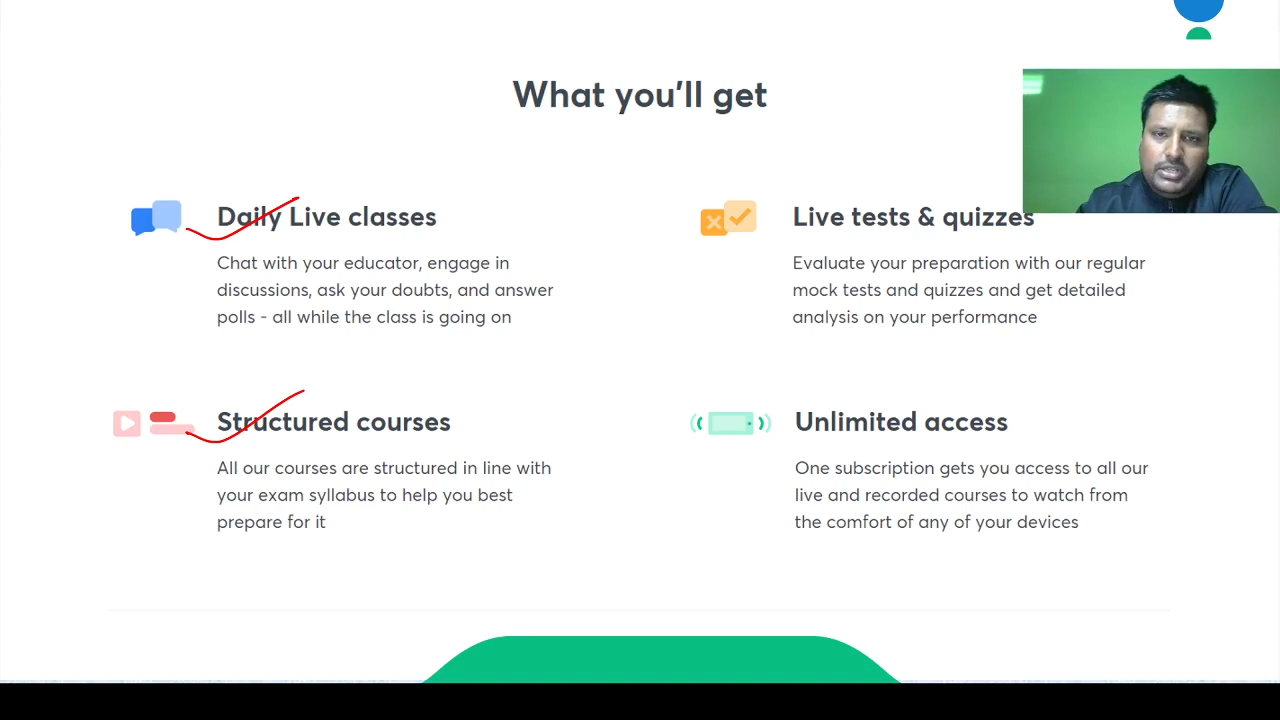 What you'll get
Daily Live classes
Chat with your educator, engage in
discussions, ask your doubts, and answer
polls - all while the class is going on
Live tests & quizzes
Evaluate your preparation with our regular
mock tests and quizzes and get detailed
analysis on your performance
Structured courses
All our courses are structured in line with
your exam syllabus to help you best
prepare for it
Unlimited access
One subscription gets you access to all our
live and recorded courses to watch from
the comfort of any of your devices